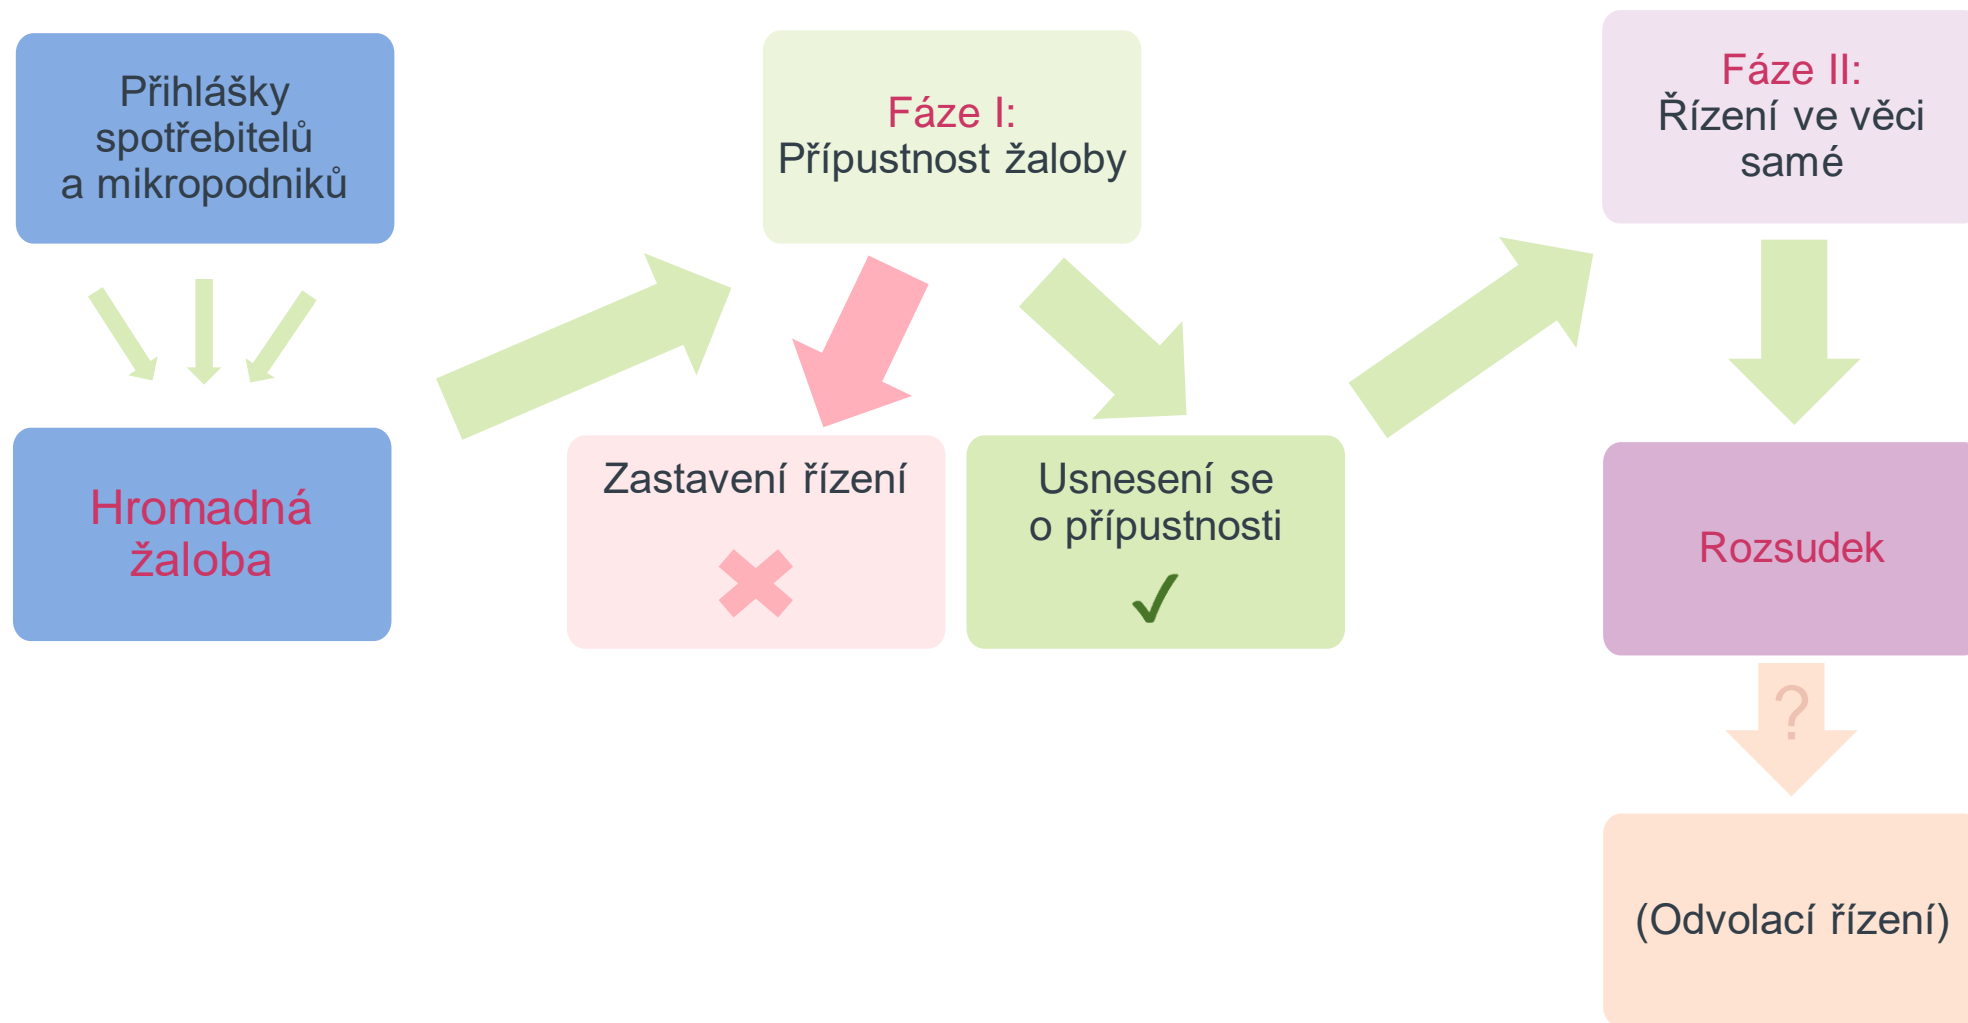 Přihlášky
spotřebitelů
a mikropodniků
Hromadná
žaloba
Fáze I:
Přípustnost žaloby
Zastavení řízení
Usnesení se
o přípustnosti
Fáze II:
Řízení ve věci
samé
Rozsudek
?
(Odvolací řízení)